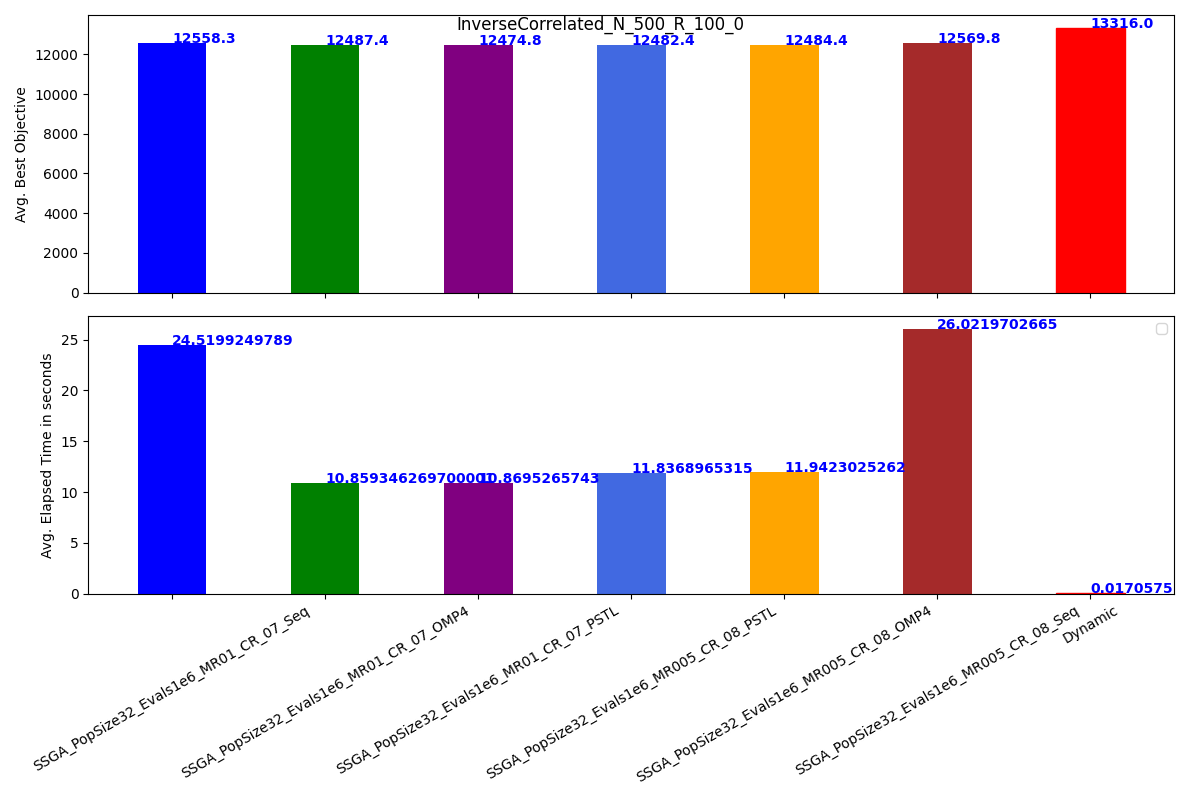 InverseCorrelated_N_500_R_100_0
12558.3
12487.4
12474.8
12482.4
12484.4
12569.8
13316.0
Avg. Best Objective
12000
10000
8000
6000
4000
2000
0
24.5199249789
10.859346269700001
10.8695265743
11.8368965315
11.9423025262
26.0219702665
0.0170575
Avg. Elapsed Time in seconds
25
20
15
10
5
0
SSGA_PopSize32_Evals1e6_MR01_CR_07_Seq
SSGA_PopSize32_Evals1e6_MR01_CR_07_OMP4
SSGA_PopSize32_Evals1e6_MR01_CR_07_PSTL
SSGA_PopSize32_Evals1e6_MR005_CR_08_PSTL
SSGA_PopSize32_Evals1e6_MR005_CR_08_OMP4
SSGA_PopSize32_Evals1e6_MR005_CR_08_Seq
Dynamic